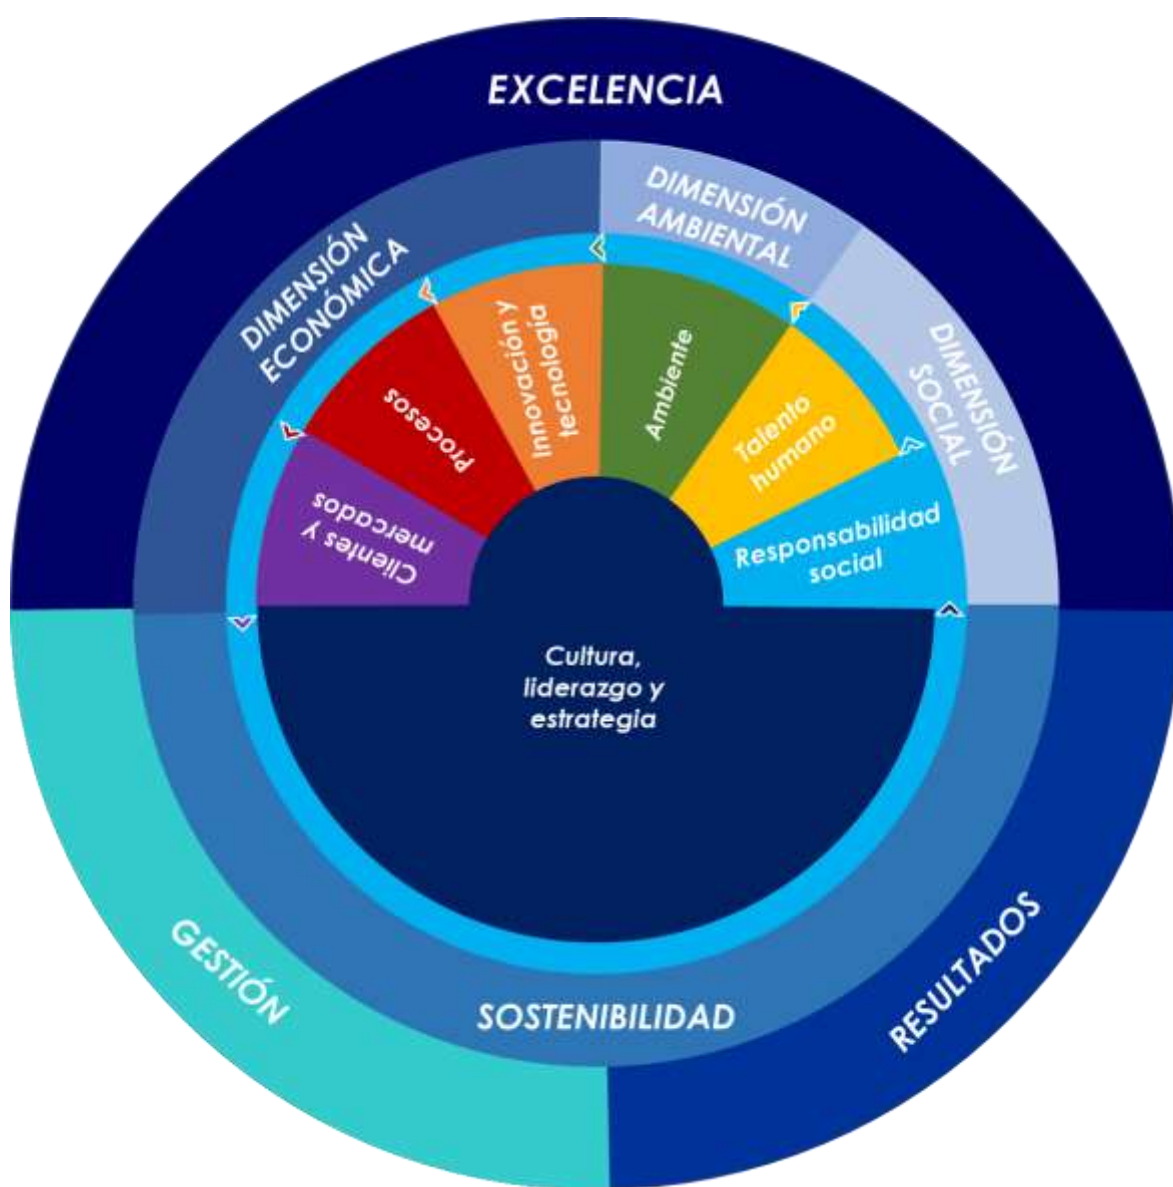 EXCELENCIA
DIMENSIÓN
ECONÓMICA
DIMENSIÓN
AMBIENTAL
DIMENSIÓN
SOCIAL
Clientes y
mercados
Procesos
Innovación y
tecnología
Ambiente
Talento
humano
Responsabilidad
social
Cultura,
liderazgo y
estrategia
GESTIÓN
SOSTENIBILIDAD
RESULTADOS